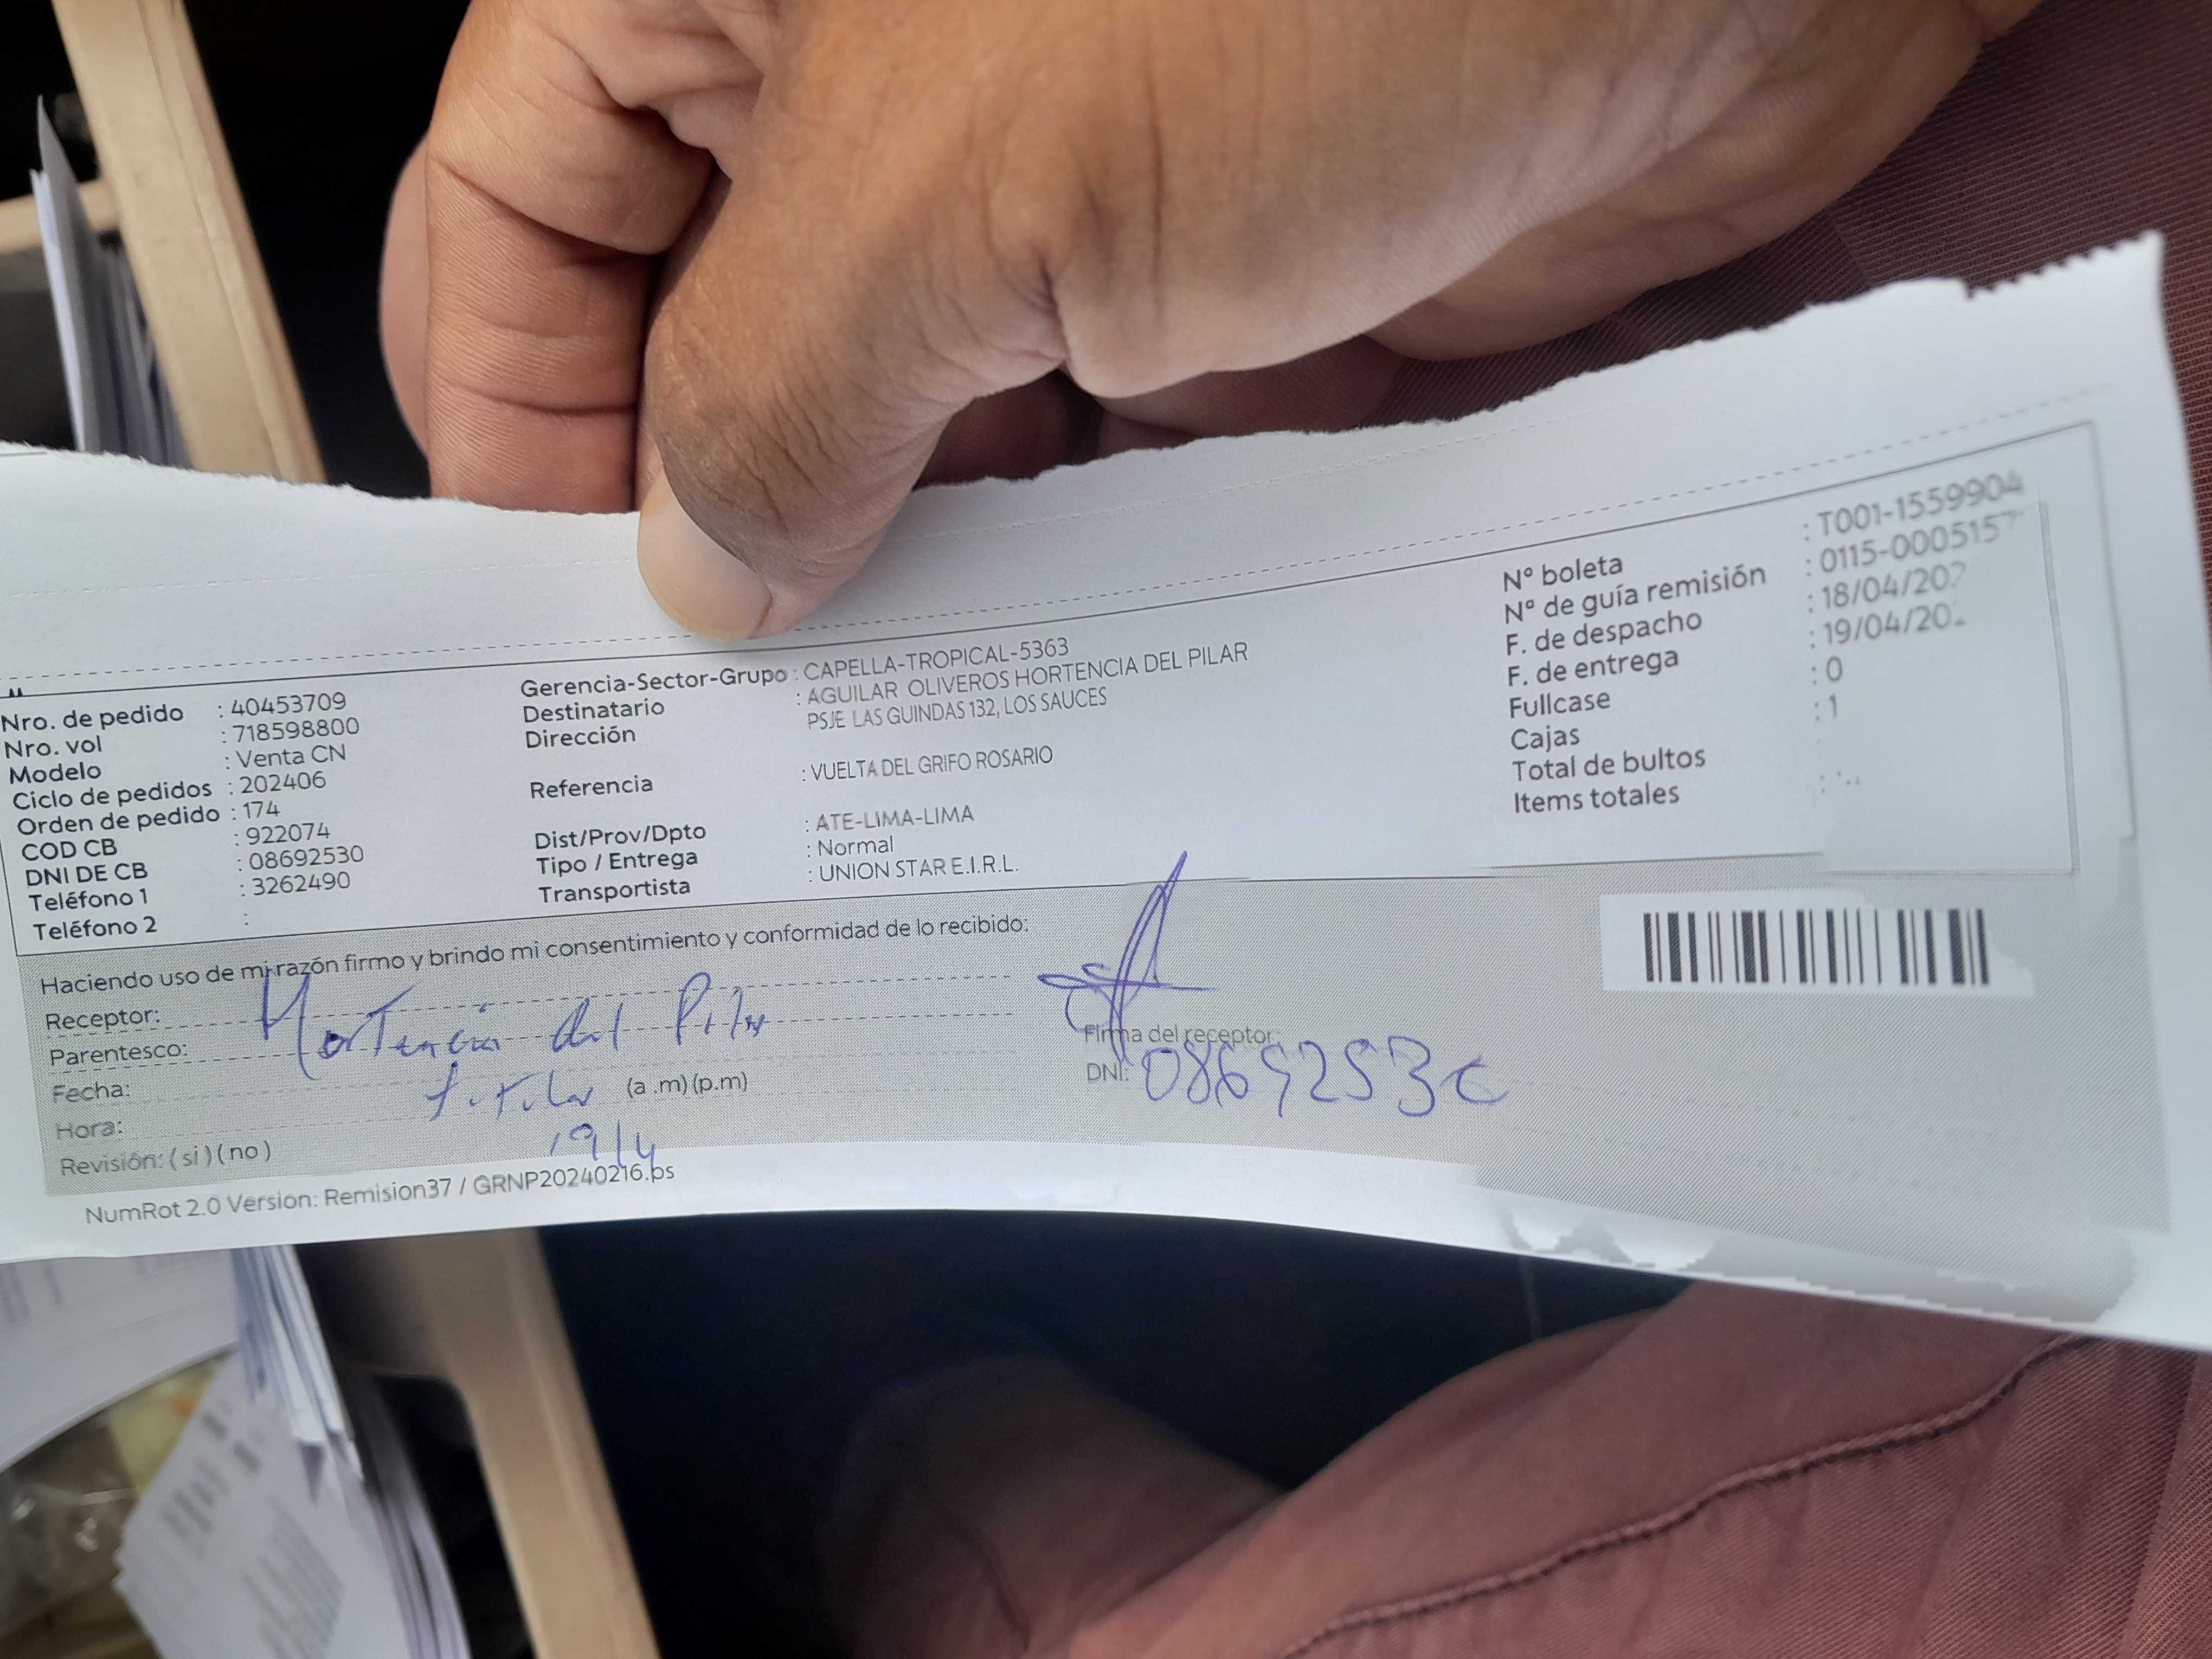 Nro. de pedido : 40453709
Nro. vol : 718598800
Modelo : Venta CN
Ciclo de pedidos : 202406
Orden de pedido : 174
COD CB : 922074
DNI DE CB : 08692530
Teléfono 1 : 3262490
Teléfono 2 :
Gerencia-Sector-Grupo : CAPELLA-TROPICAL-5363
Destinatario : AGUILAR OLIVEROS HORTENCIA DEL PILAR
Dirección PSJE LAS GUINDAS 132, LOS SAUCES
Referencia : VUELTA DEL GRIFO ROSARIO
Dist/Prov/Dpto : ATE-LIMA-LIMA
Tipo / Entrega : Normal
Transportista : UNION STAR E.I.R.L.
Nº boleta : T001-1559904
Nº de guía remisión : 0115-0005157
F. de despacho : 18/04/202
F. de entrega : 19/04/20
Fullcase : 0
Cajas : 1
Total de bultos
Items totales :
Haciendo uso de mi razón firmo y brindo mi consentimiento y conformidad de lo recibido:
Receptor: Hortencia del Pilar
Parentesco: titular
Fecha: 19/4
Hora: (a .m) (p.m)
Revisión: ( si ) ( no )
Firma del receptor:
DNI: 08692530
NumRot 2.0 Version: Remision37 / GRNP20240216.ps